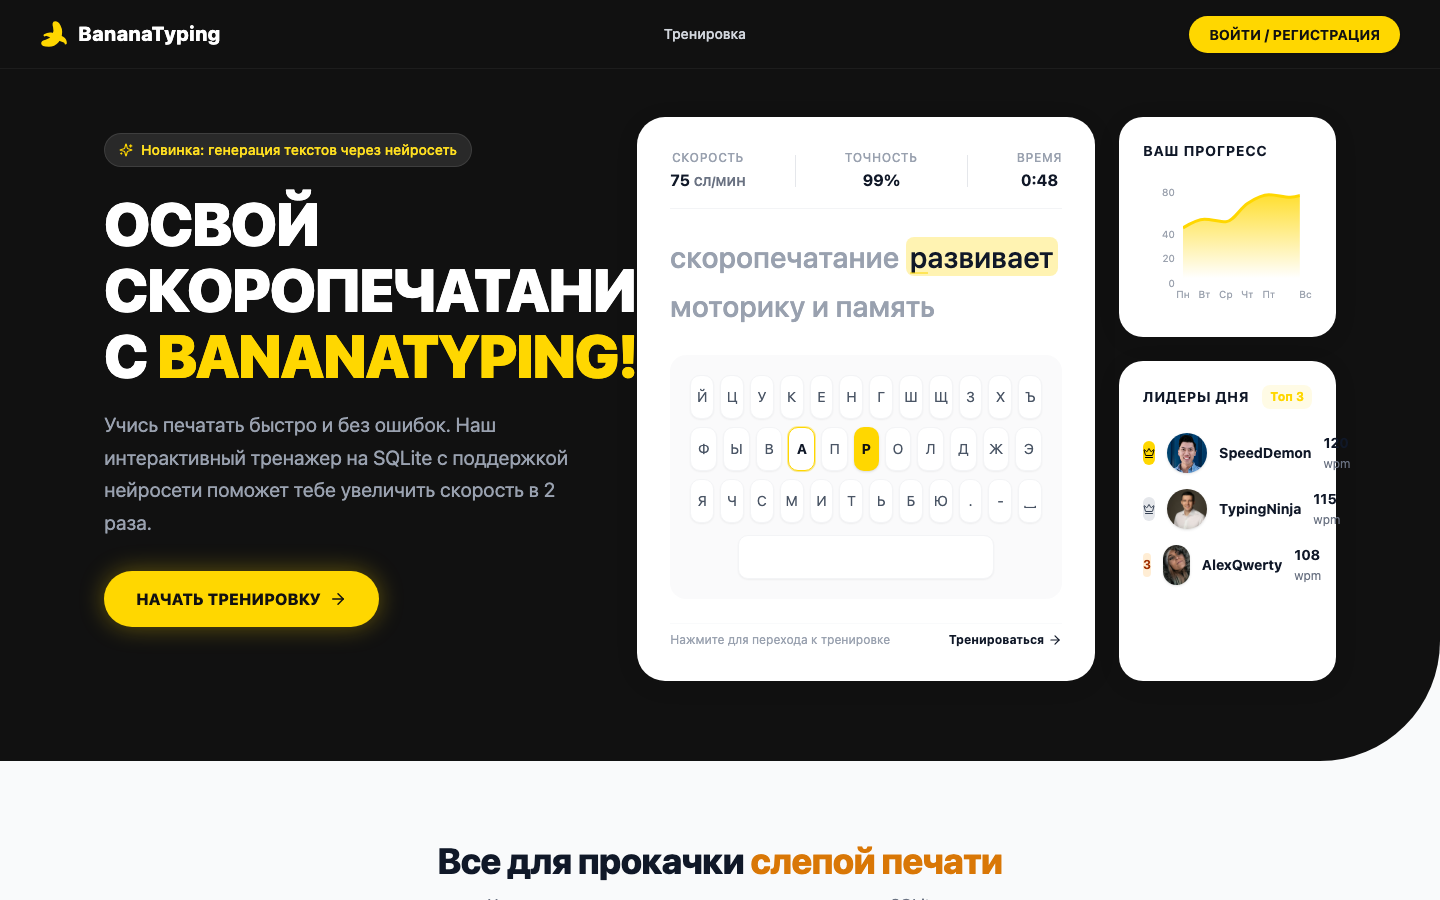 BananaTyping
Тренировка
ВОЙТИ / РЕГИСТРАЦИЯ
Новинка: генерация текстов через нейросеть
ОСВОЙ
СКОРОПЕЧАТАНИ
С BANANATYPING!
Учись печатать быстро и без ошибок. Наш
интерактивный тренажер на SQLite с поддержкой
нейросети поможет тебе увеличить скорость в 2
раза.
НАЧАТЬ ТРЕНИРОВКУ
СКОРОСТЬ ТОЧНОСТЬ ВРЕМЯ
75 СЛ/МИН 99% 0:48
скоропечатание развивает
моторику и память
Й Ц У К Е Н Г Ш Щ З Х Ъ
Ф Ы В А П Р О Л Д Ж Э
Я Ч С М И Т Ь Б Ю . -
Нажмите для перехода к тренировке Тренироваться
ВАШ ПРОГРЕСС
80
40
20
0
Пн Вт Ср Чт Пт Вс
ЛИДЕРЫ ДНЯ Топ 3
SpeedDemon 120
wpm
TypingNinja 115
wpm
3 AlexQwerty 108
wpm
Все для прокачки слепой печати